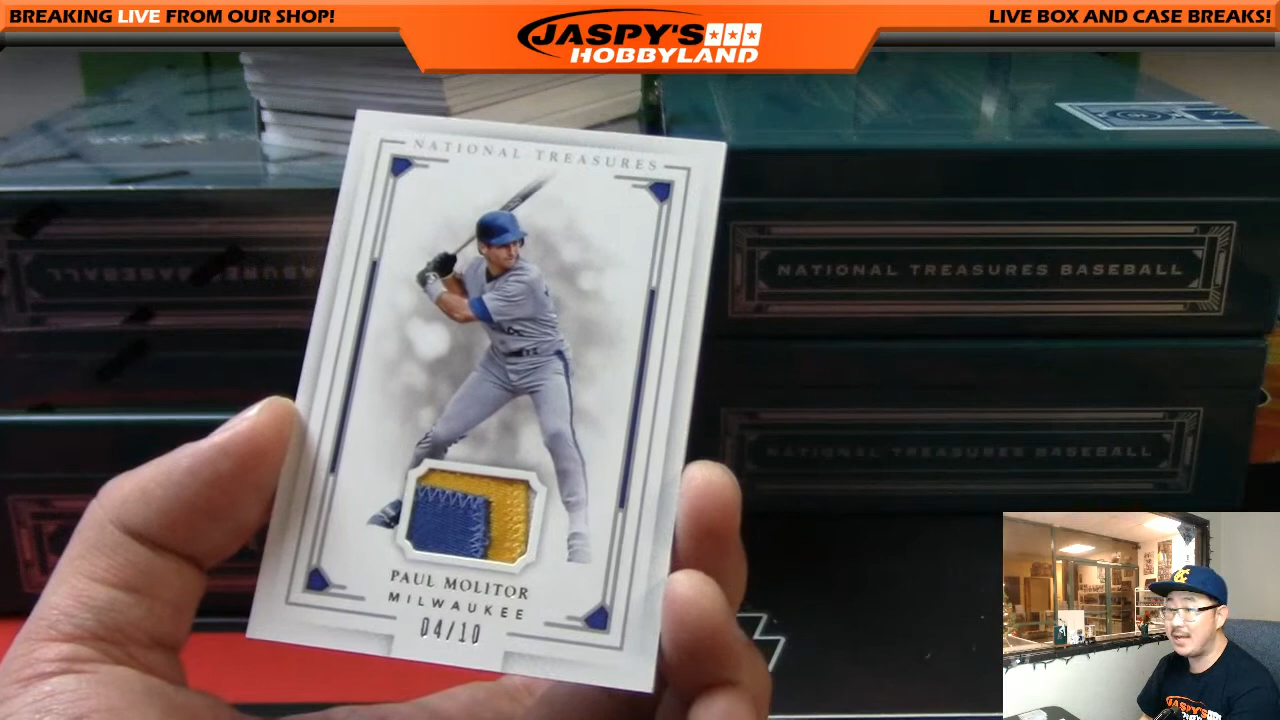 BREAKING LIVE FROM OUR SHOP!
JASPY'S
HOBBYLAND
LIVE BOX AND CASE BREAKS!
NATIONAL TREASURES
PAUL MOLITOR
MILWAUKEE
04/10
NATIONAL TREASURES BASEBALL
NATIONAL TREASURES BASEBALL
JASPY'S